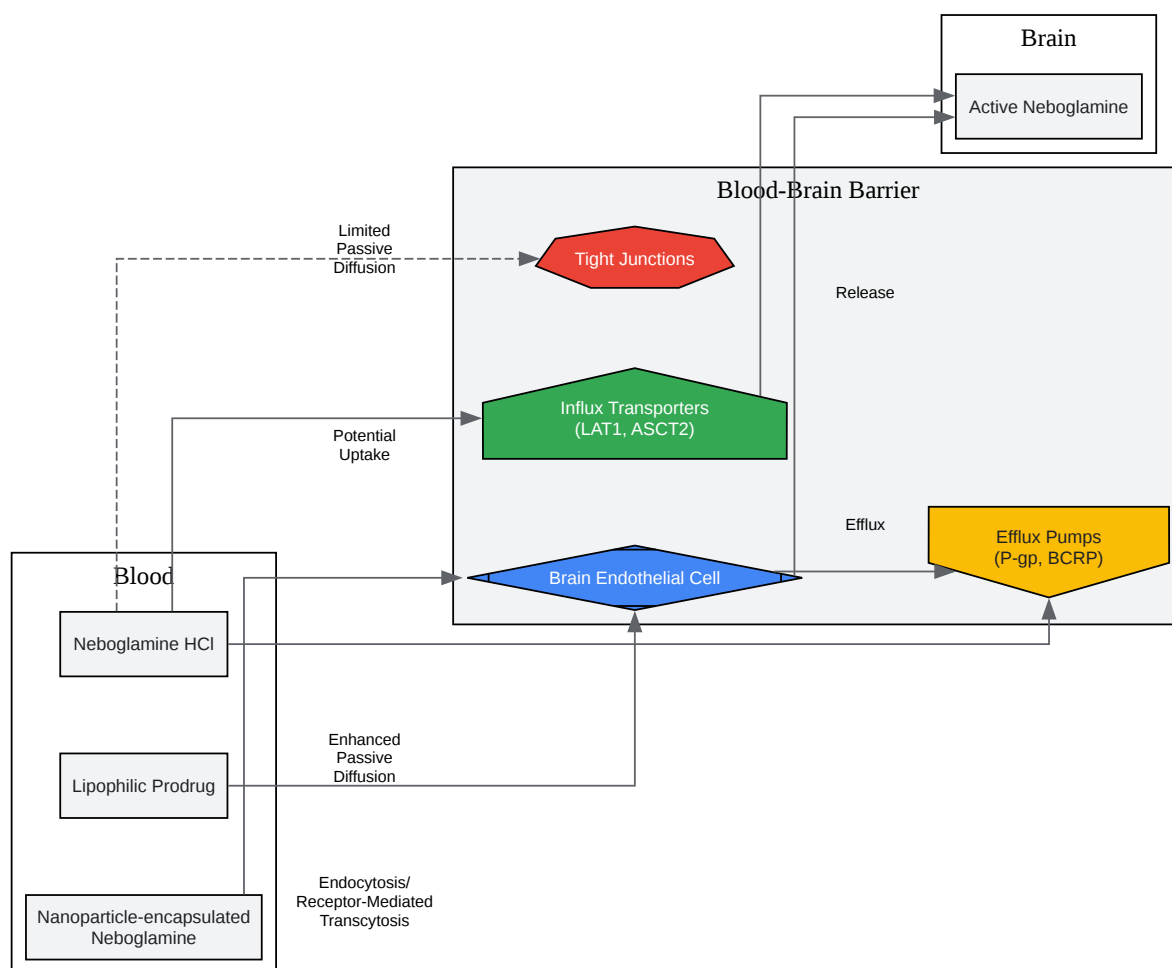 Brain
Active Neboglamine
Blood-Brain Barrier
Limited
Passive
Diffusion
Tight Junctions
Release
Influx Transporters
(LAT1, ASCT2)
Potential
Uptake
Efflux
Efflux Pumps
(P-gp, BCRP)
Brain Endothelial Cell
Blood
Neboglamine HCl
Enhanced
Passive
Diffusion
Lipophilic Prodrug
Endocytosis/
Receptor-Mediated
Transcytosis
Nanoparticle-encapsulated
Neboglamine